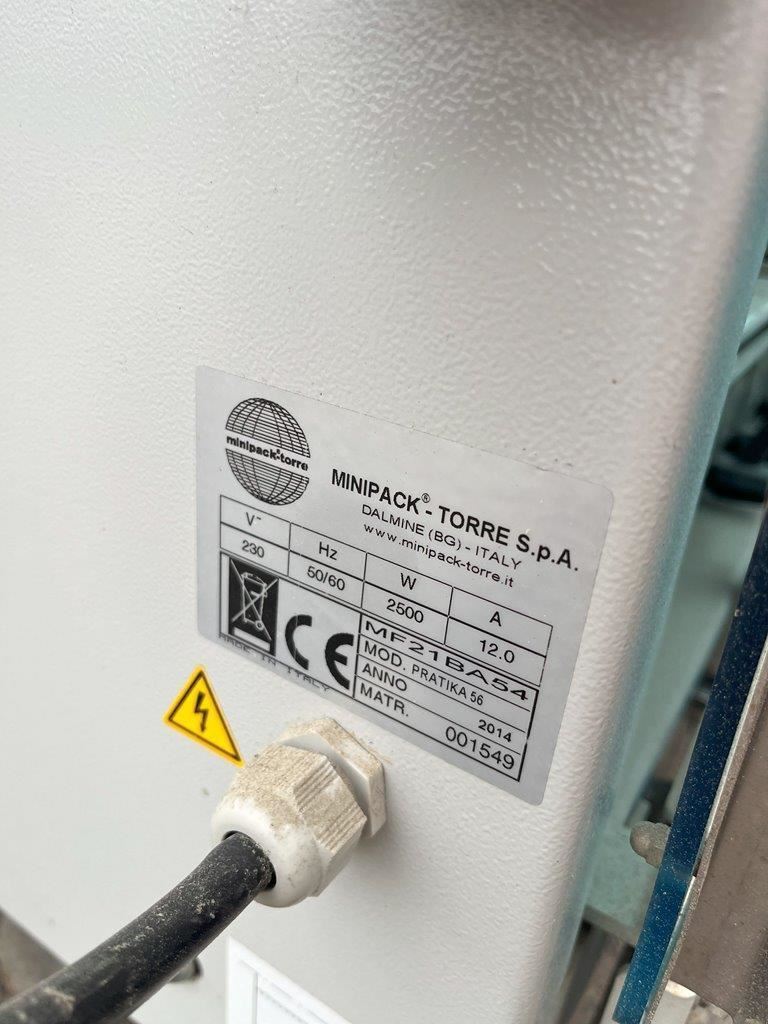 minipack-torre
MINIPACK® - TORRE S.p.A.
DALMINE (BG) - ITALY
www.minipack-torre.it
V~ Hz W A
230 50/60 2500 12.0
CE
MF21BA54
MOD. PRATIKA 56
ANNO 2014
MATR. 001549
MADE IN ITALY